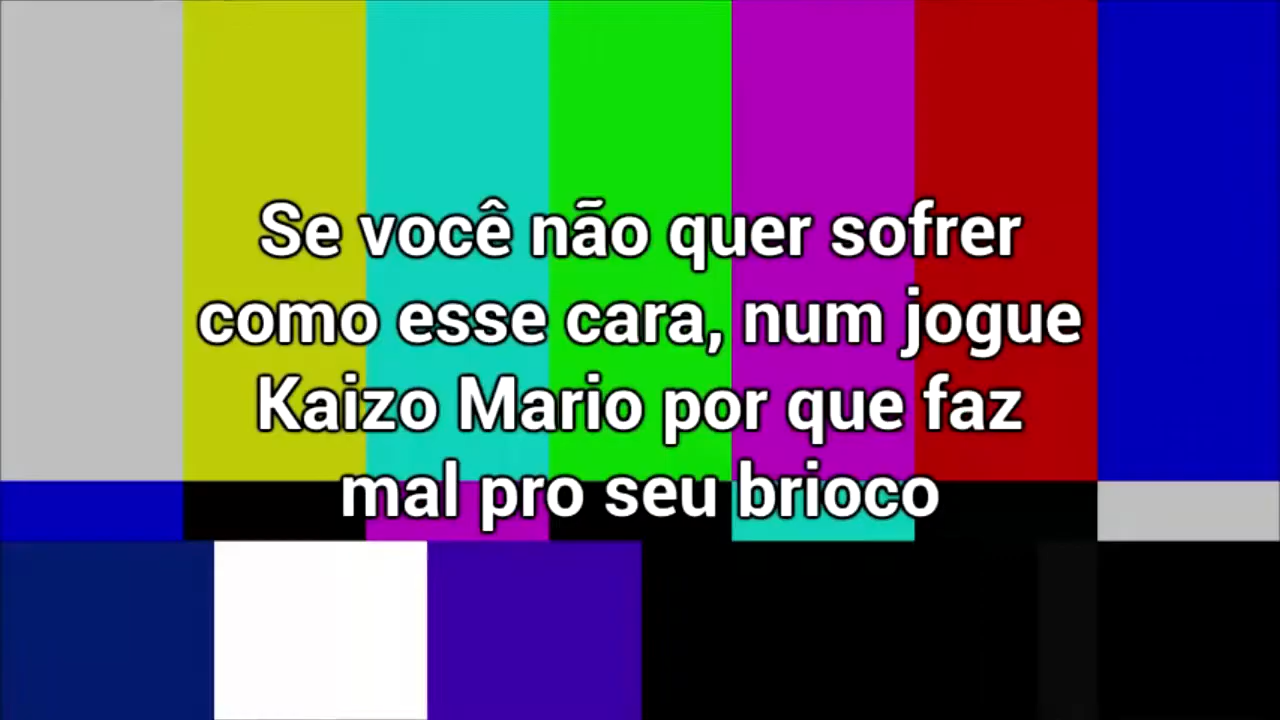 Se você não quer sofrer
como esse cara, num jogue
Kaizo Mario por que faz
mal pro seu brioco